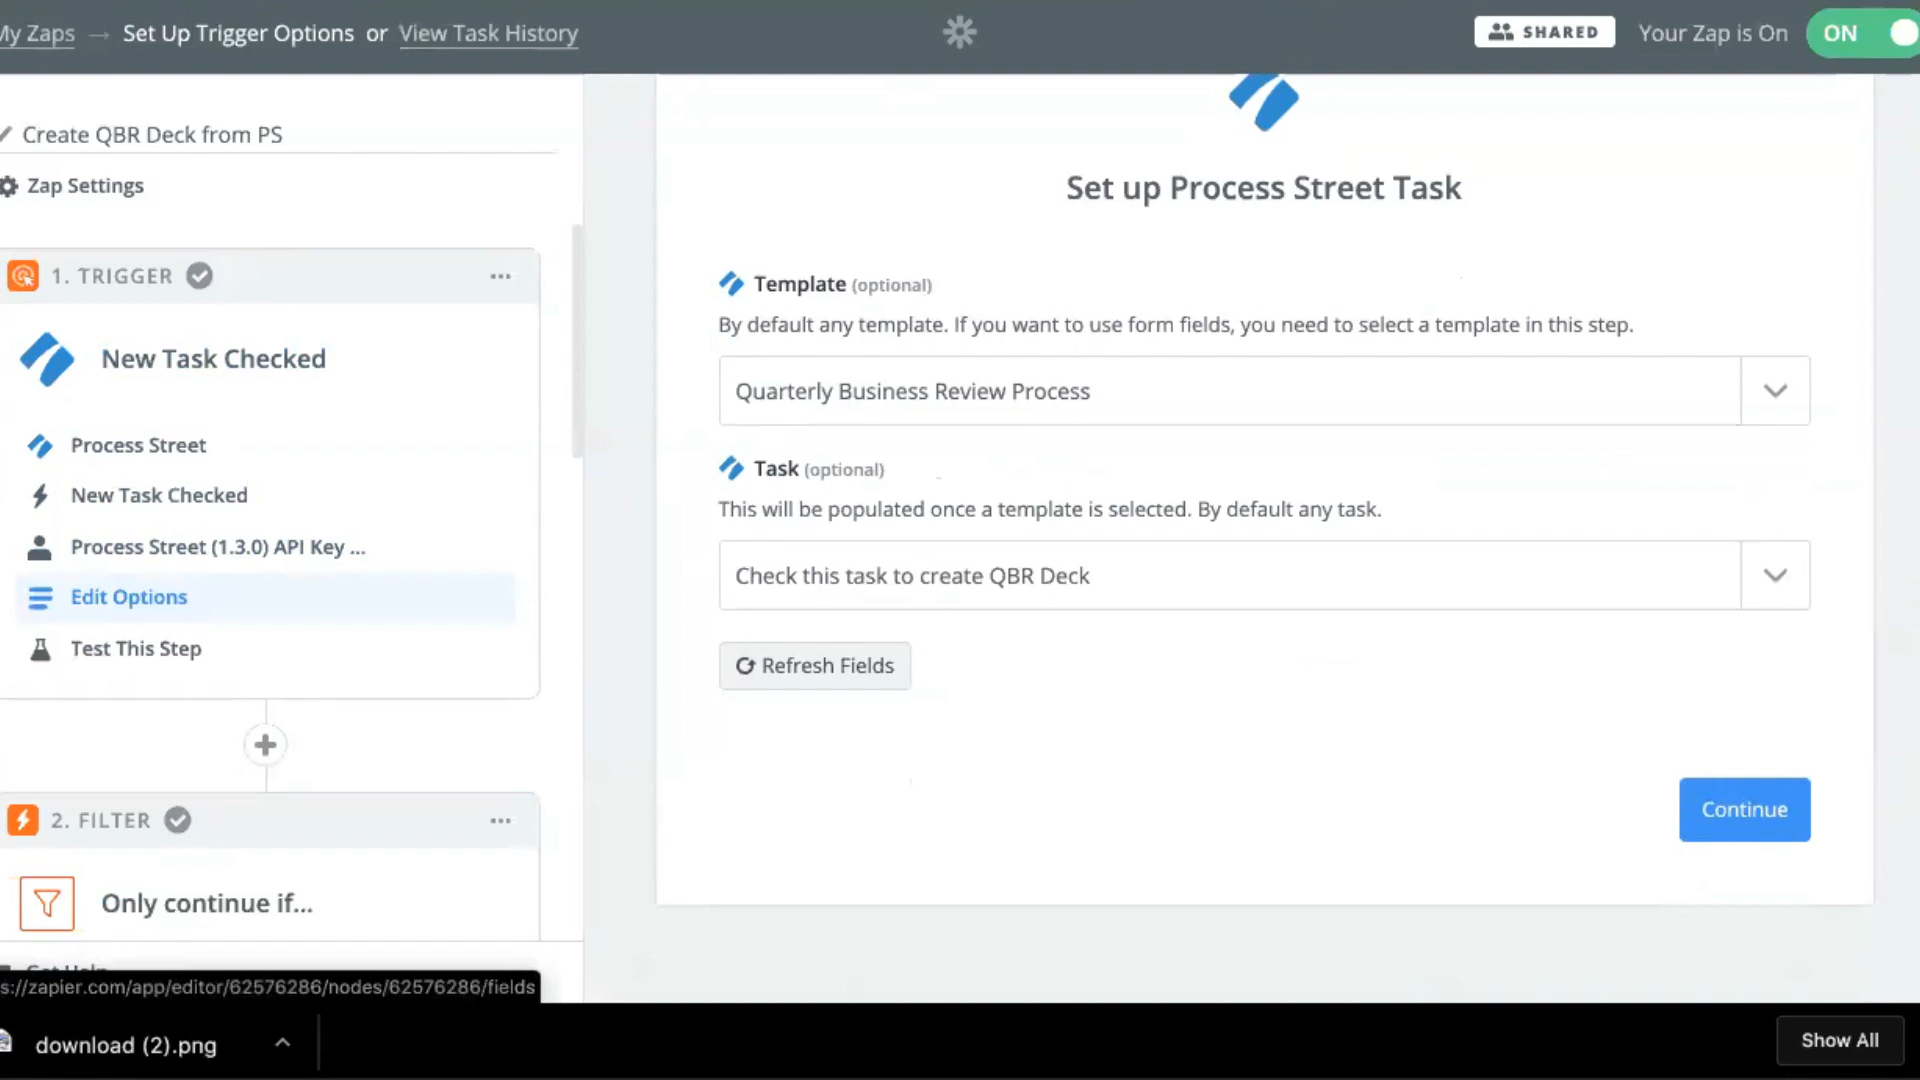 My Zaps → Set Up Trigger Options or View Task History
SHARED
Your Zap is On
ON
Create QBR Deck from PS
Zap Settings
1. TRIGGER
New Task Checked
Process Street
New Task Checked
Process Street (1.3.0) API Key ...
Edit Options
Test This Step
2. FILTER
Only continue if...
Get Help
s://zapier.com/app/editor/62576286/nodes/62576286/fields
Set up Process Street Task
Template (optional)
By default any template. If you want to use form fields, you need to select a template in this step.
Quarterly Business Review Process
Task (optional)
This will be populated once a template is selected. By default any task.
Check this task to create QBR Deck
Refresh Fields
Continue
download (2).png
Show All